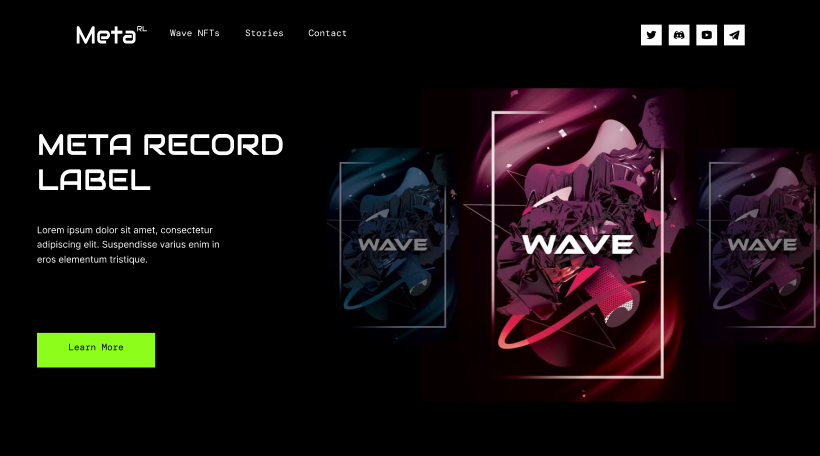 Meta RL
Wave NFTs
Stories
Contact
META RECORD
LABEL
Lorem ipsum dolor sit amet, consectetur
adipiscing elit. Suspendisse varius enim in
eros elementum tristique.
WAVE
WAVE
WAVE
Learn More